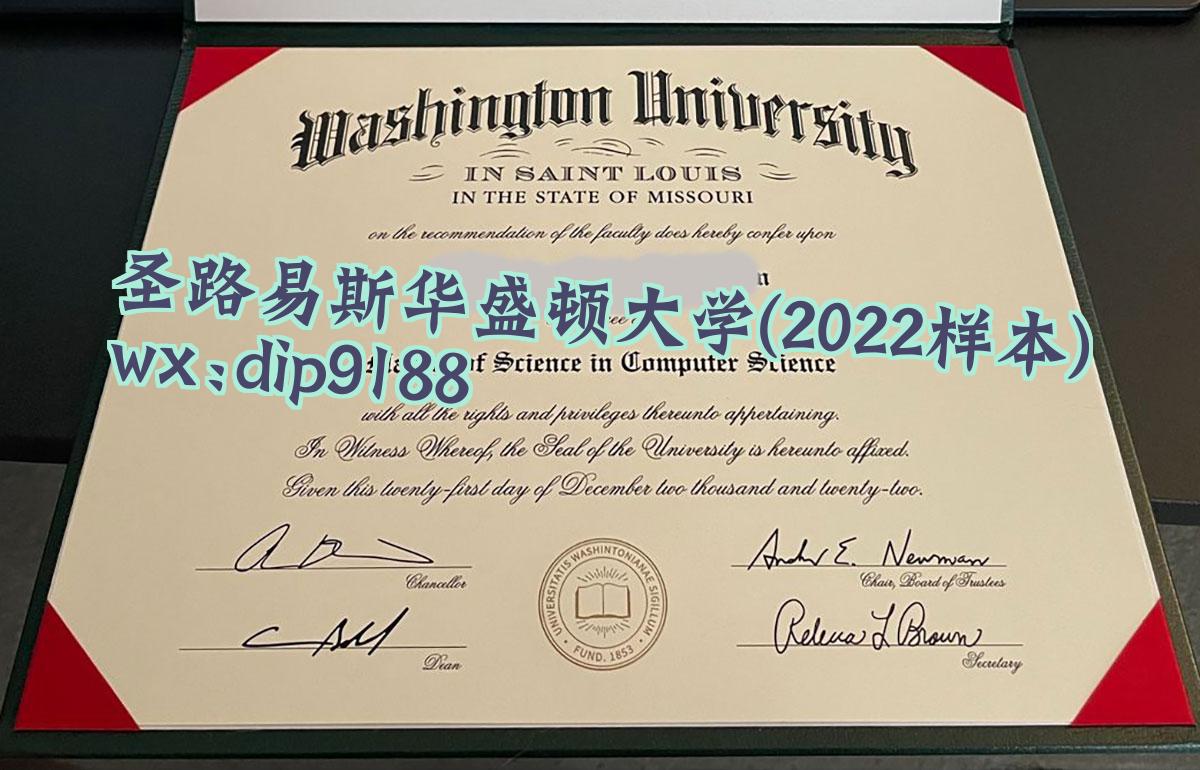 Washington University
IN SAINT LOUIS
IN THE STATE OF MISSOURI
on the recommendation of the faculty does hereby confer upon
圣路易斯华盛顿大学(2022样本)
wx:dip9188
of Science in Computer Science
with all the rights and privileges thereunto appertaining.
In Witness Whereof, the Seal of the University is hereunto affixed.
Given this twenty-first day of December two thousand and twenty-two.
Andr E. Newman
Chancellor
Chair, Board of Trustees
Rebecca L Brown
Dean
Secretary
UNIVERSITATIS WASHINTONIANAE SIGILLUM
FUND. 1853